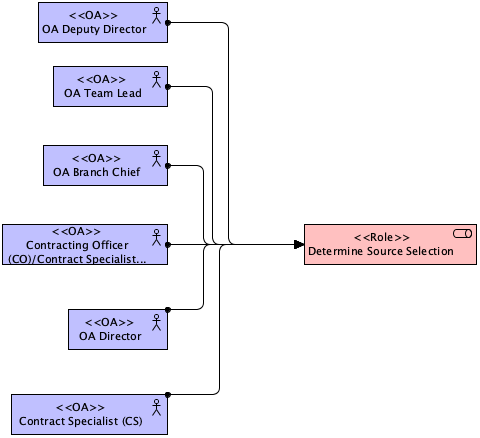 <<OA>>
OA Deputy Director
<<OA>>
OA Team Lead
<<OA>>
OA Branch Chief
<<OA>>
Contracting Officer
(CO)/Contract Specialist...
<<Role>>
Determine Source Selection
<<OA>>
OA Director
<<OA>>
Contract Specialist (CS)